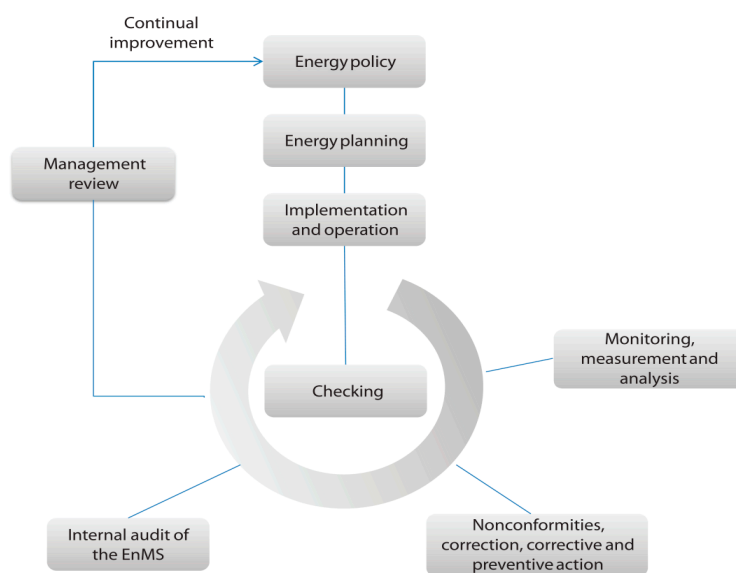 Continual
improvement
Energy policy
Energy planning
Management
review
Implementation
and operation
Monitoring,
measurement and
analysis
Checking
Internal audit of
the EnMS
Nonconformities,
correction, corrective and
preventive action